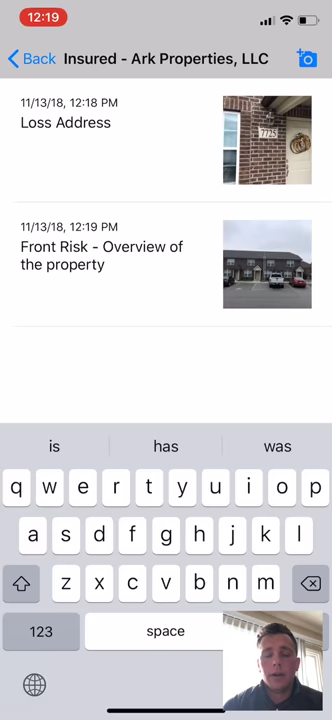 12:19
Back Insured - Ark Properties, LLC
11/13/18, 12:18 PM
Loss Address
7725
11/13/18, 12:19 PM
Front Risk - Overview of
the property
is has was
q w e r t y u i o p
a s d f g h j k l
z x c v b n m
123 space